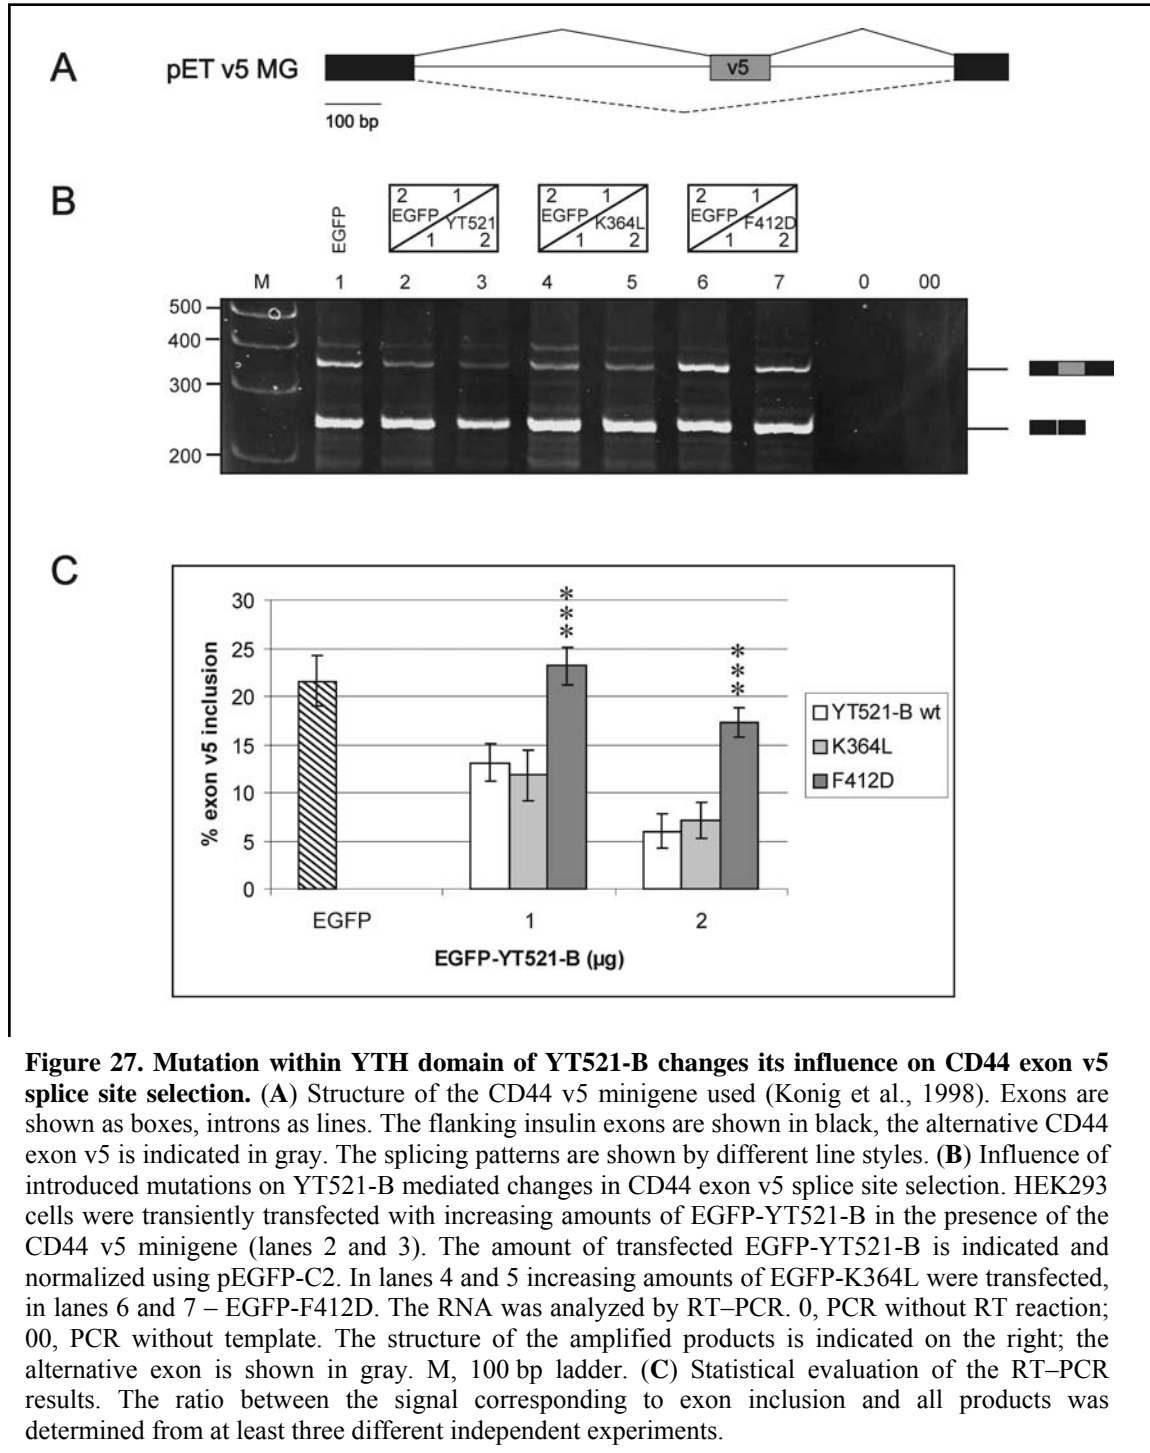 A
pET v5 MG
v5
100 bp
B
EGFP
2 1
EGFP YT521
1 2
2 1
EGFP K364L
1 2
2 1
EGFP F412D
1 2
M 1 2 3 4 5 6 7 0 00
500
400
300
200
C
% exon v5 inclusion
30
25
20
15
10
5
0
***
***
EGFP 1 2
EGFP-YT521-B (µg)
YT521-B wt
K364L
F412D
Figure 27. Mutation within YTH domain of YT521-B changes its influence on CD44 exon v5
splice site selection. (A) Structure of the CD44 v5 minigene used (Konig et al., 1998). Exons are
shown as boxes, introns as lines. The flanking insulin exons are shown in black, the alternative CD44
exon v5 is indicated in gray. The splicing patterns are shown by different line styles. (B) Influence of
introduced mutations on YT521-B mediated changes in CD44 exon v5 splice site selection. HEK293
cells were transiently transfected with increasing amounts of EGFP-YT521-B in the presence of the
CD44 v5 minigene (lanes 2 and 3). The amount of transfected EGFP-YT521-B is indicated and
normalized using pEGFP-C2. In lanes 4 and 5 increasing amounts of EGFP-K364L were transfected,
in lanes 6 and 7 – EGFP-F412D. The RNA was analyzed by RT–PCR. 0, PCR without RT reaction;
00, PCR without template. The structure of the amplified products is indicated on the right; the
alternative exon is shown in gray. M, 100 bp ladder. (C) Statistical evaluation of the RT–PCR
results. The ratio between the signal corresponding to exon inclusion and all products was
determined from at least three different independent experiments.